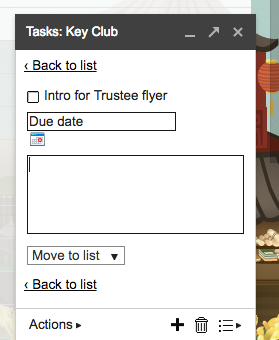 Tasks: Key Club
‹ Back to list
Intro for Trustee flyer
Due date
Move to list ▼
‹ Back to list
Actions ▸